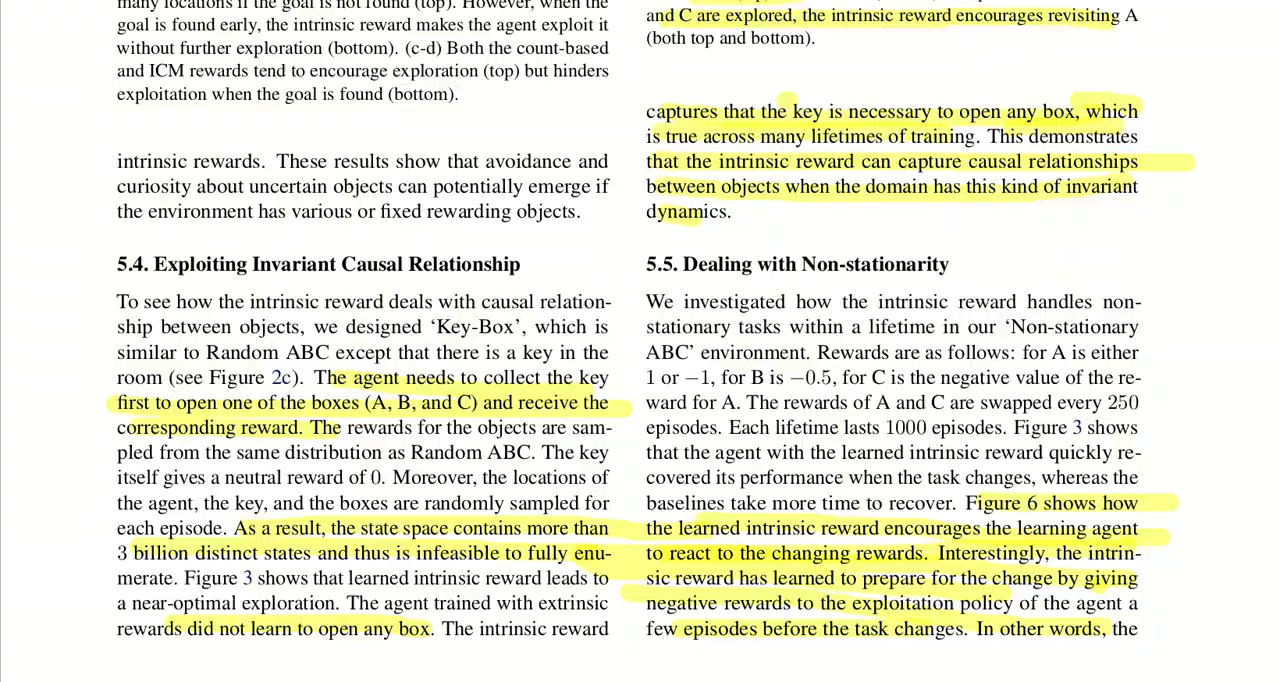 many locations if the goal is not found (top). However, when the
goal is found early, the intrinsic reward makes the agent exploit it
without further exploration (bottom). (c-d) Both the count-based
and ICM rewards tend to encourage exploration (top) but hinders
exploitation when the goal is found (bottom).
intrinsic rewards. These results show that avoidance and
curiosity about uncertain objects can potentially emerge if
the environment has various or fixed rewarding objects.
5.4. Exploiting Invariant Causal Relationship
To see how the intrinsic reward deals with causal relation-
ship between objects, we designed ‘Key-Box’, which is
similar to Random ABC except that there is a key in the
room (see Figure 2c). The agent needs to collect the key
first to open one of the boxes (A, B, and C) and receive the
corresponding reward. The rewards for the objects are sam-
pled from the same distribution as Random ABC. The key
itself gives a neutral reward of 0. Moreover, the locations of
the agent, the key, and the boxes are randomly sampled for
each episode. As a result, the state space contains more than
3 billion distinct states and thus is infeasible to fully enu-
merate. Figure 3 shows that learned intrinsic reward leads to
a near-optimal exploration. The agent trained with extrinsic
rewards did not learn to open any box. The intrinsic reward
and C are explored, the intrinsic reward encourages revisiting A
(both top and bottom).
captures that the key is necessary to open any box, which
is true across many lifetimes of training. This demonstrates
that the intrinsic reward can capture causal relationships
between objects when the domain has this kind of invariant
dynamics.
5.5. Dealing with Non-stationarity
We investigated how the intrinsic reward handles non-
stationary tasks within a lifetime in our ‘Non-stationary
ABC’ environment. Rewards are as follows: for A is either
1 or −1, for B is −0.5, for C is the negative value of the re-
ward for A. The rewards of A and C are swapped every 250
episodes. Each lifetime lasts 1000 episodes. Figure 3 shows
that the agent with the learned intrinsic reward quickly re-
covered its performance when the task changes, whereas the
baselines take more time to recover. Figure 6 shows how
the learned intrinsic reward encourages the learning agent
to react to the changing rewards. Interestingly, the intrin-
sic reward has learned to prepare for the change by giving
negative rewards to the exploitation policy of the agent a
few episodes before the task changes. In other words, the